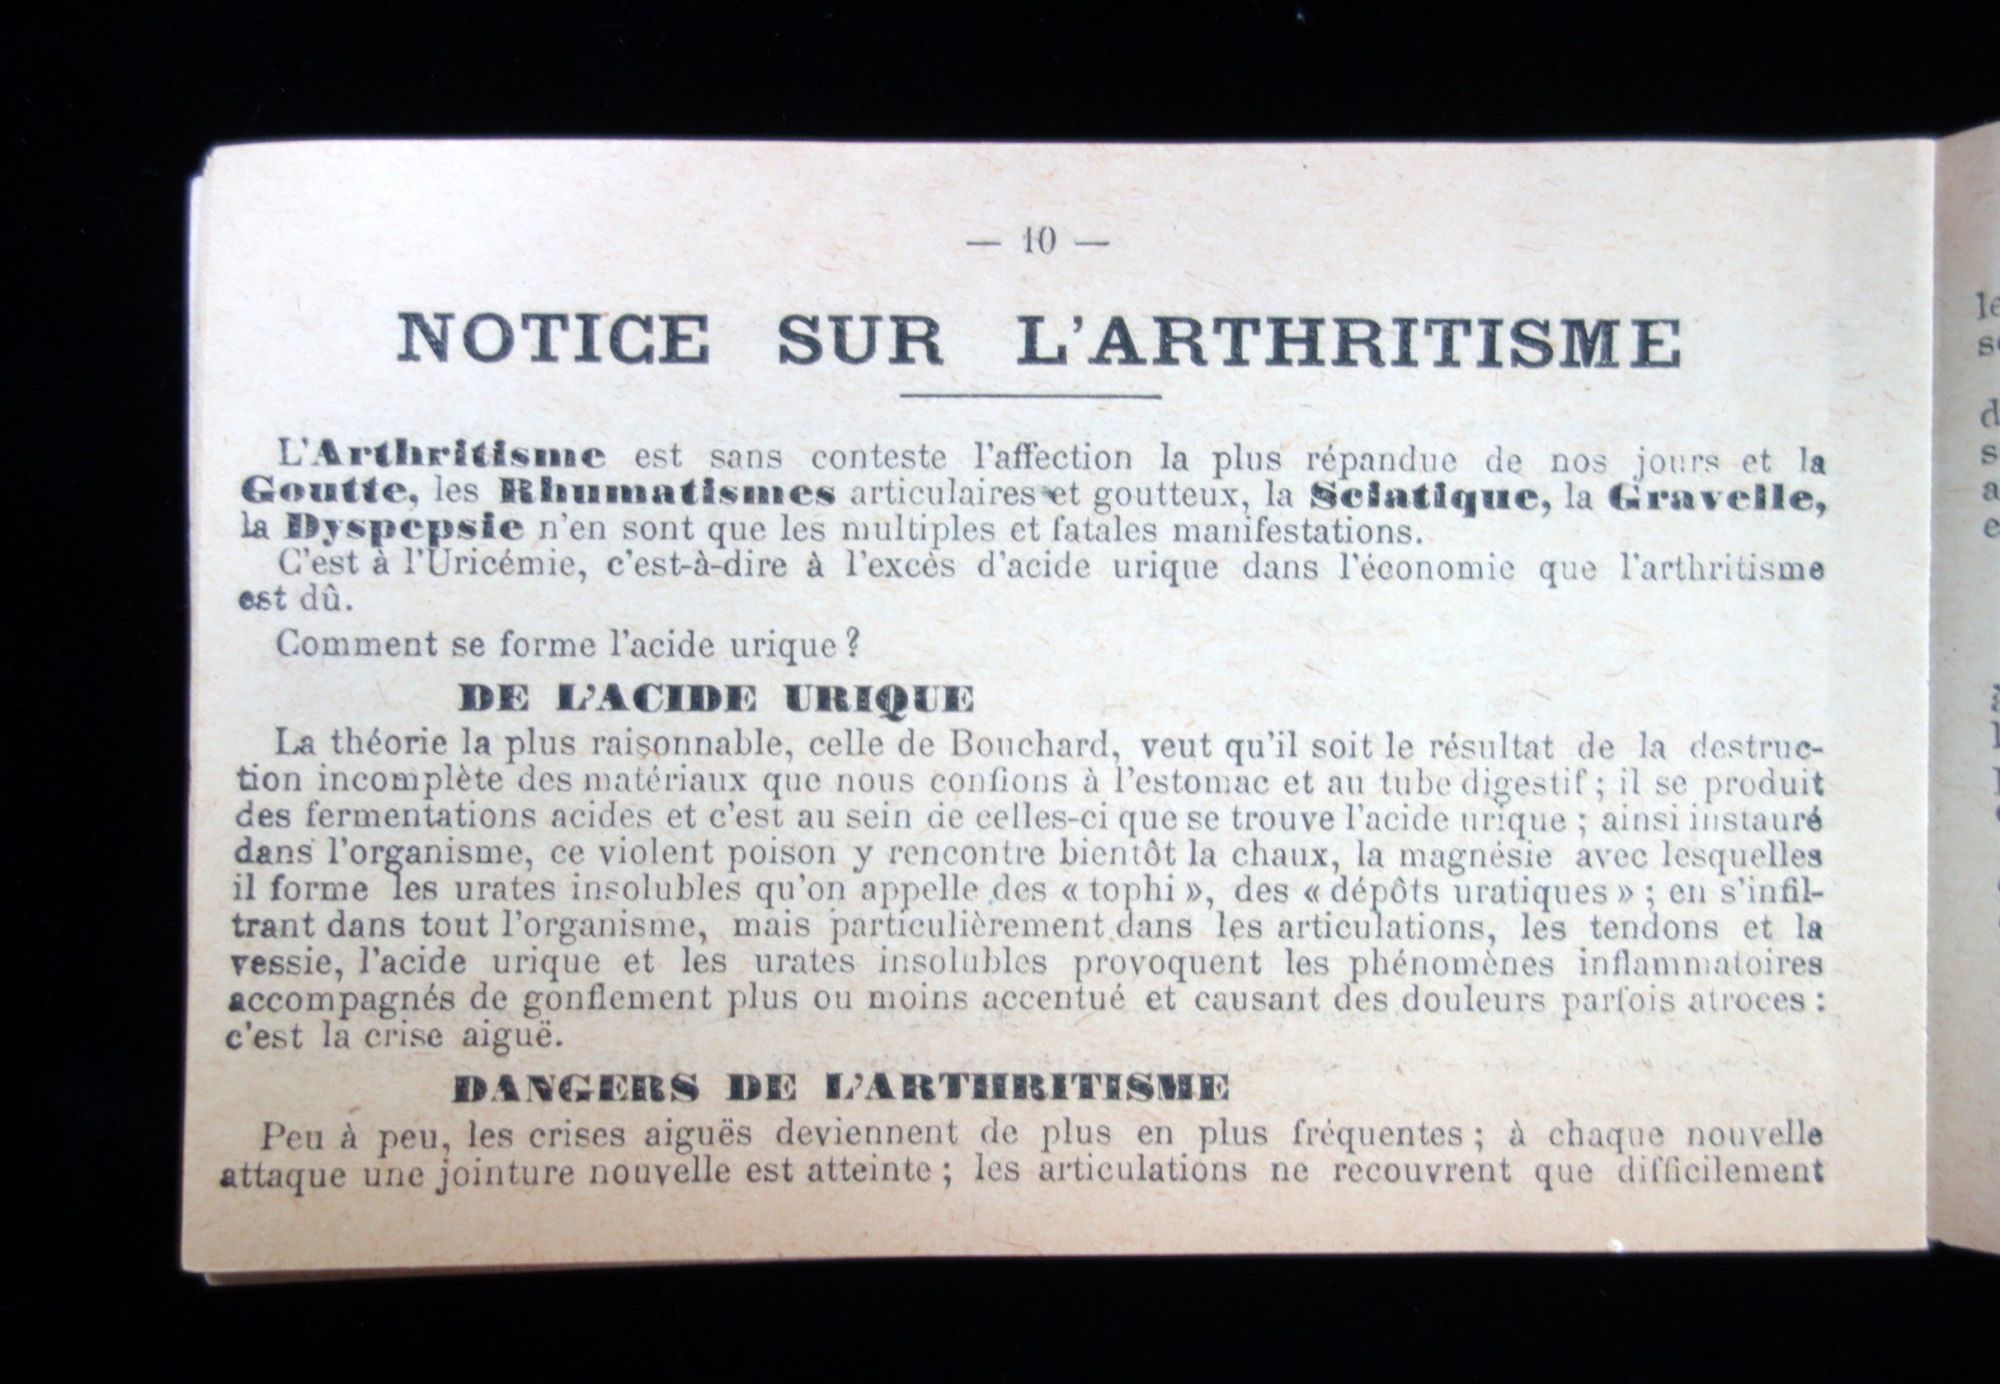 — 10 —
NOTICE SUR L'ARTHRITISME
L'Arthritisme est sans conteste l'affection la plus répandue de nos jours et la
Goutte, les Rhumatismes articulaires et goutteux, la Sciatique, la Gravelle,
la Dyspepsie n'en sont que les multiples et fatales manifestations.
C'est à l'Uricémie, c'est-à-dire à l'excès d'acide urique dans l'économie que l'arthritisme
est dû.
Comment se forme l'acide urique ?
DE L'ACIDE URIQUE
La théorie la plus raisonnable, celle de Bouchard, veut qu'il soit le résultat de la destruc-
tion incomplète des matériaux que nous confions à l'estomac et au tube digestif ; il se produit
des fermentations acides et c'est au sein de celles-ci que se trouve l'acide urique ; ainsi instauré
dans l'organisme, ce violent poison y rencontre bientôt la chaux, la magnésie avec lesquelles
il forme les urates insolubles qu'on appelle des « tophi », des « dépôts uratiques » ; en s'infil-
trant dans tout l'organisme, mais particulièrement dans les articulations, les tendons et la
vessie, l'acide urique et les urates insolubles provoquent les phénomènes inflammatoires
accompagnés de gonflement plus ou moins accentué et causant des douleurs parfois atroces :
c'est la crise aiguë.
DANGERS DE L'ARTHRITISME
Peu à peu, les crises aiguës deviennent de plus en plus fréquentes ; à chaque nouvelle
attaque une jointure nouvelle est atteinte ; les articulations ne recouvrent que difficilement